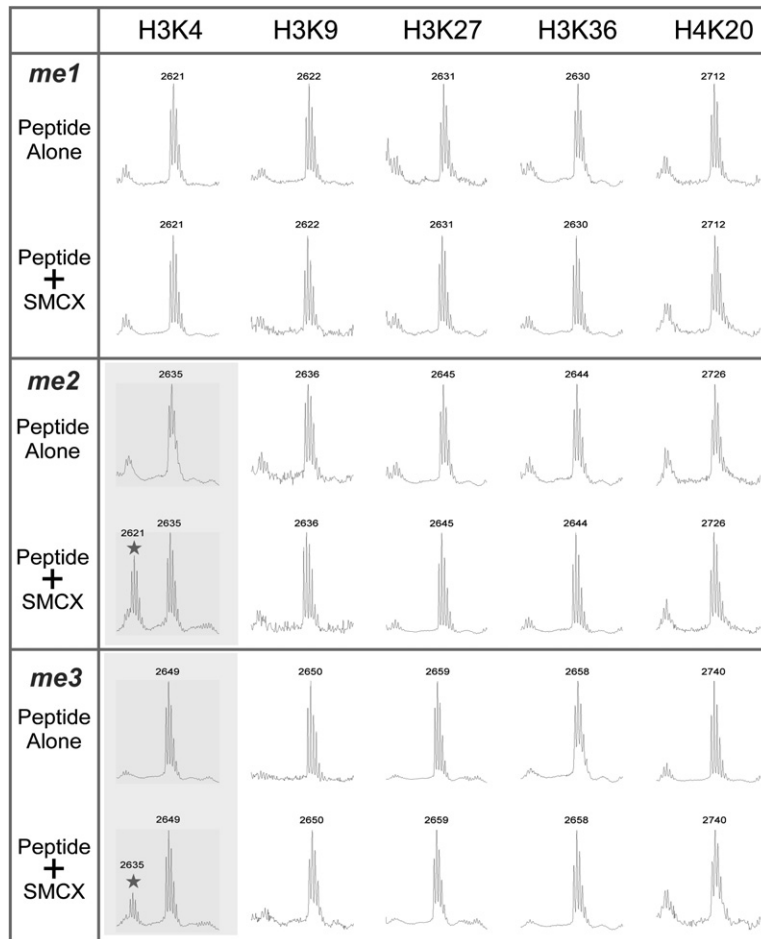 H3K4 H3K9 H3K27 H3K36 H4K20
me1
2621 2622 2631 2630 2712
Peptide
Alone
2621 2622 2631 2630 2712
Peptide
+
SMCX
me2
2635 2636 2645 2644 2726
Peptide
Alone
2635 2636 2645 2644 2726
2621
★
Peptide
+
SMCX
me3
2649 2650 2659 2658 2740
Peptide
Alone
2649 2650 2659 2658 2740
2635
★
Peptide
+
SMCX